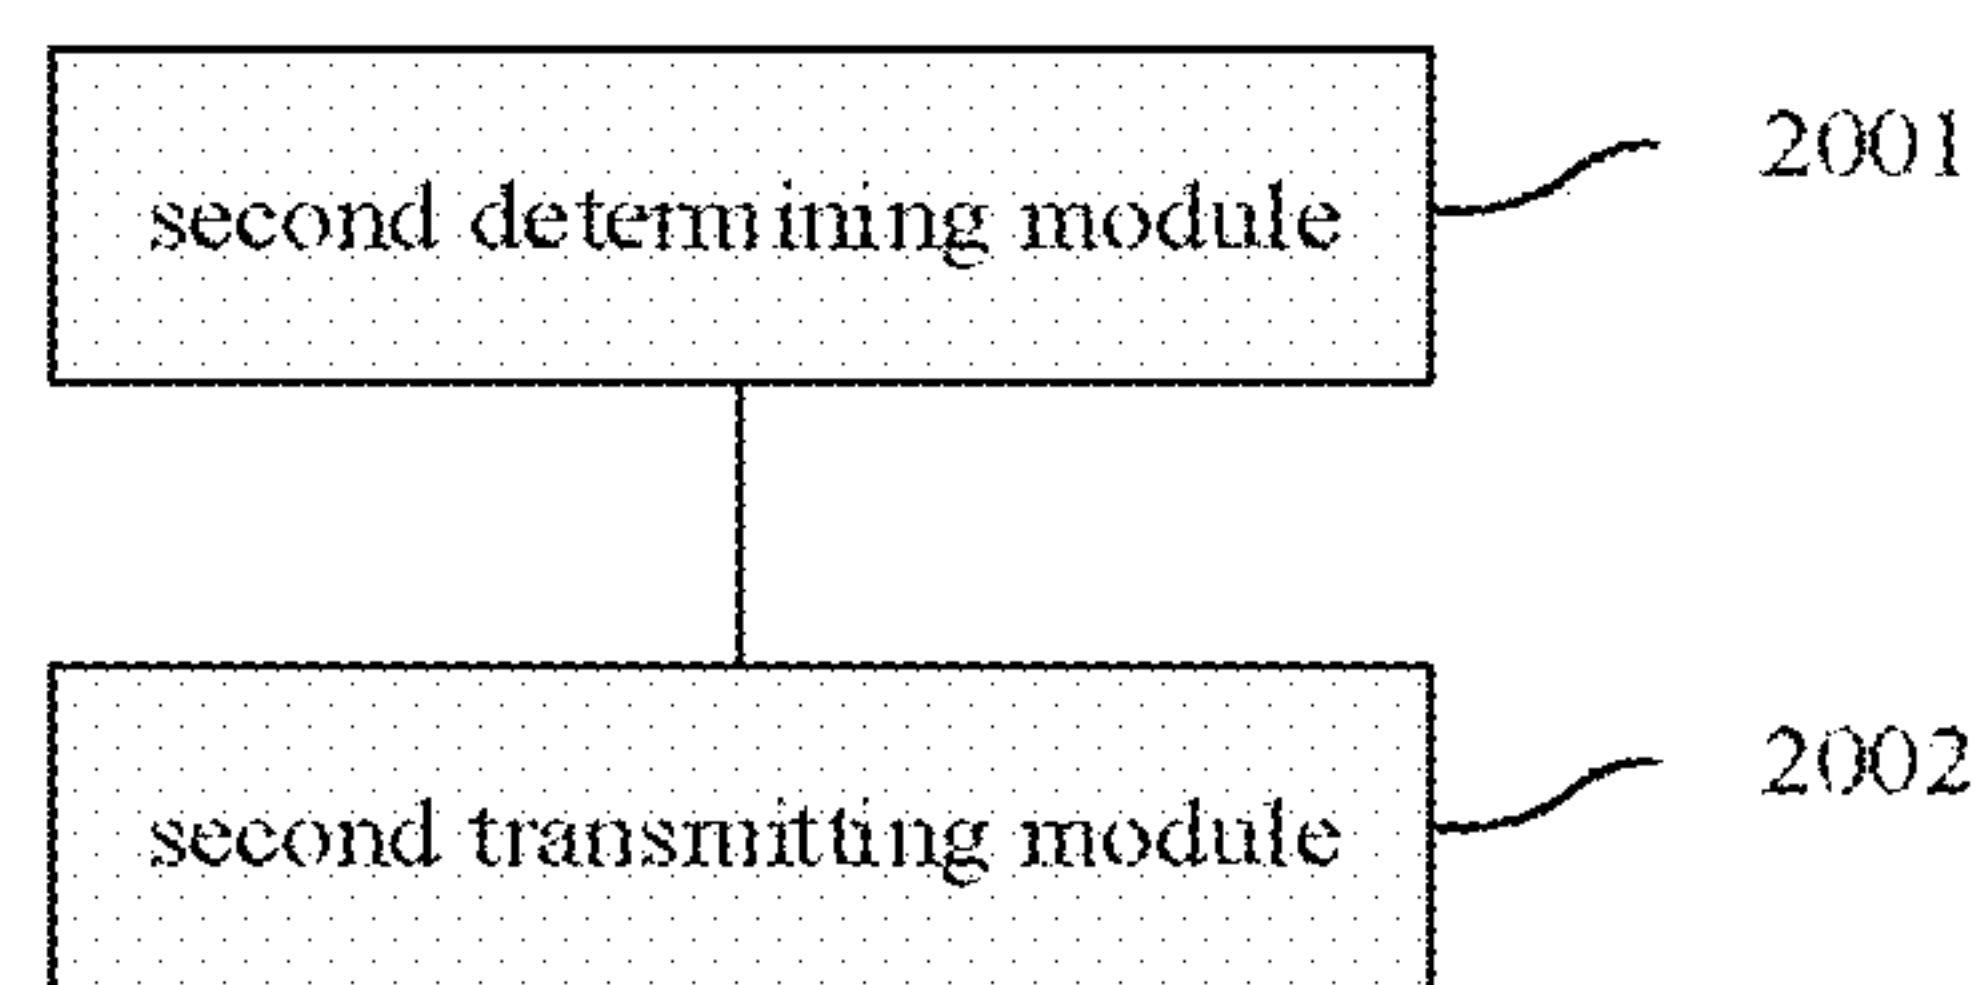 second determining module
2001
second transmitting module
2002